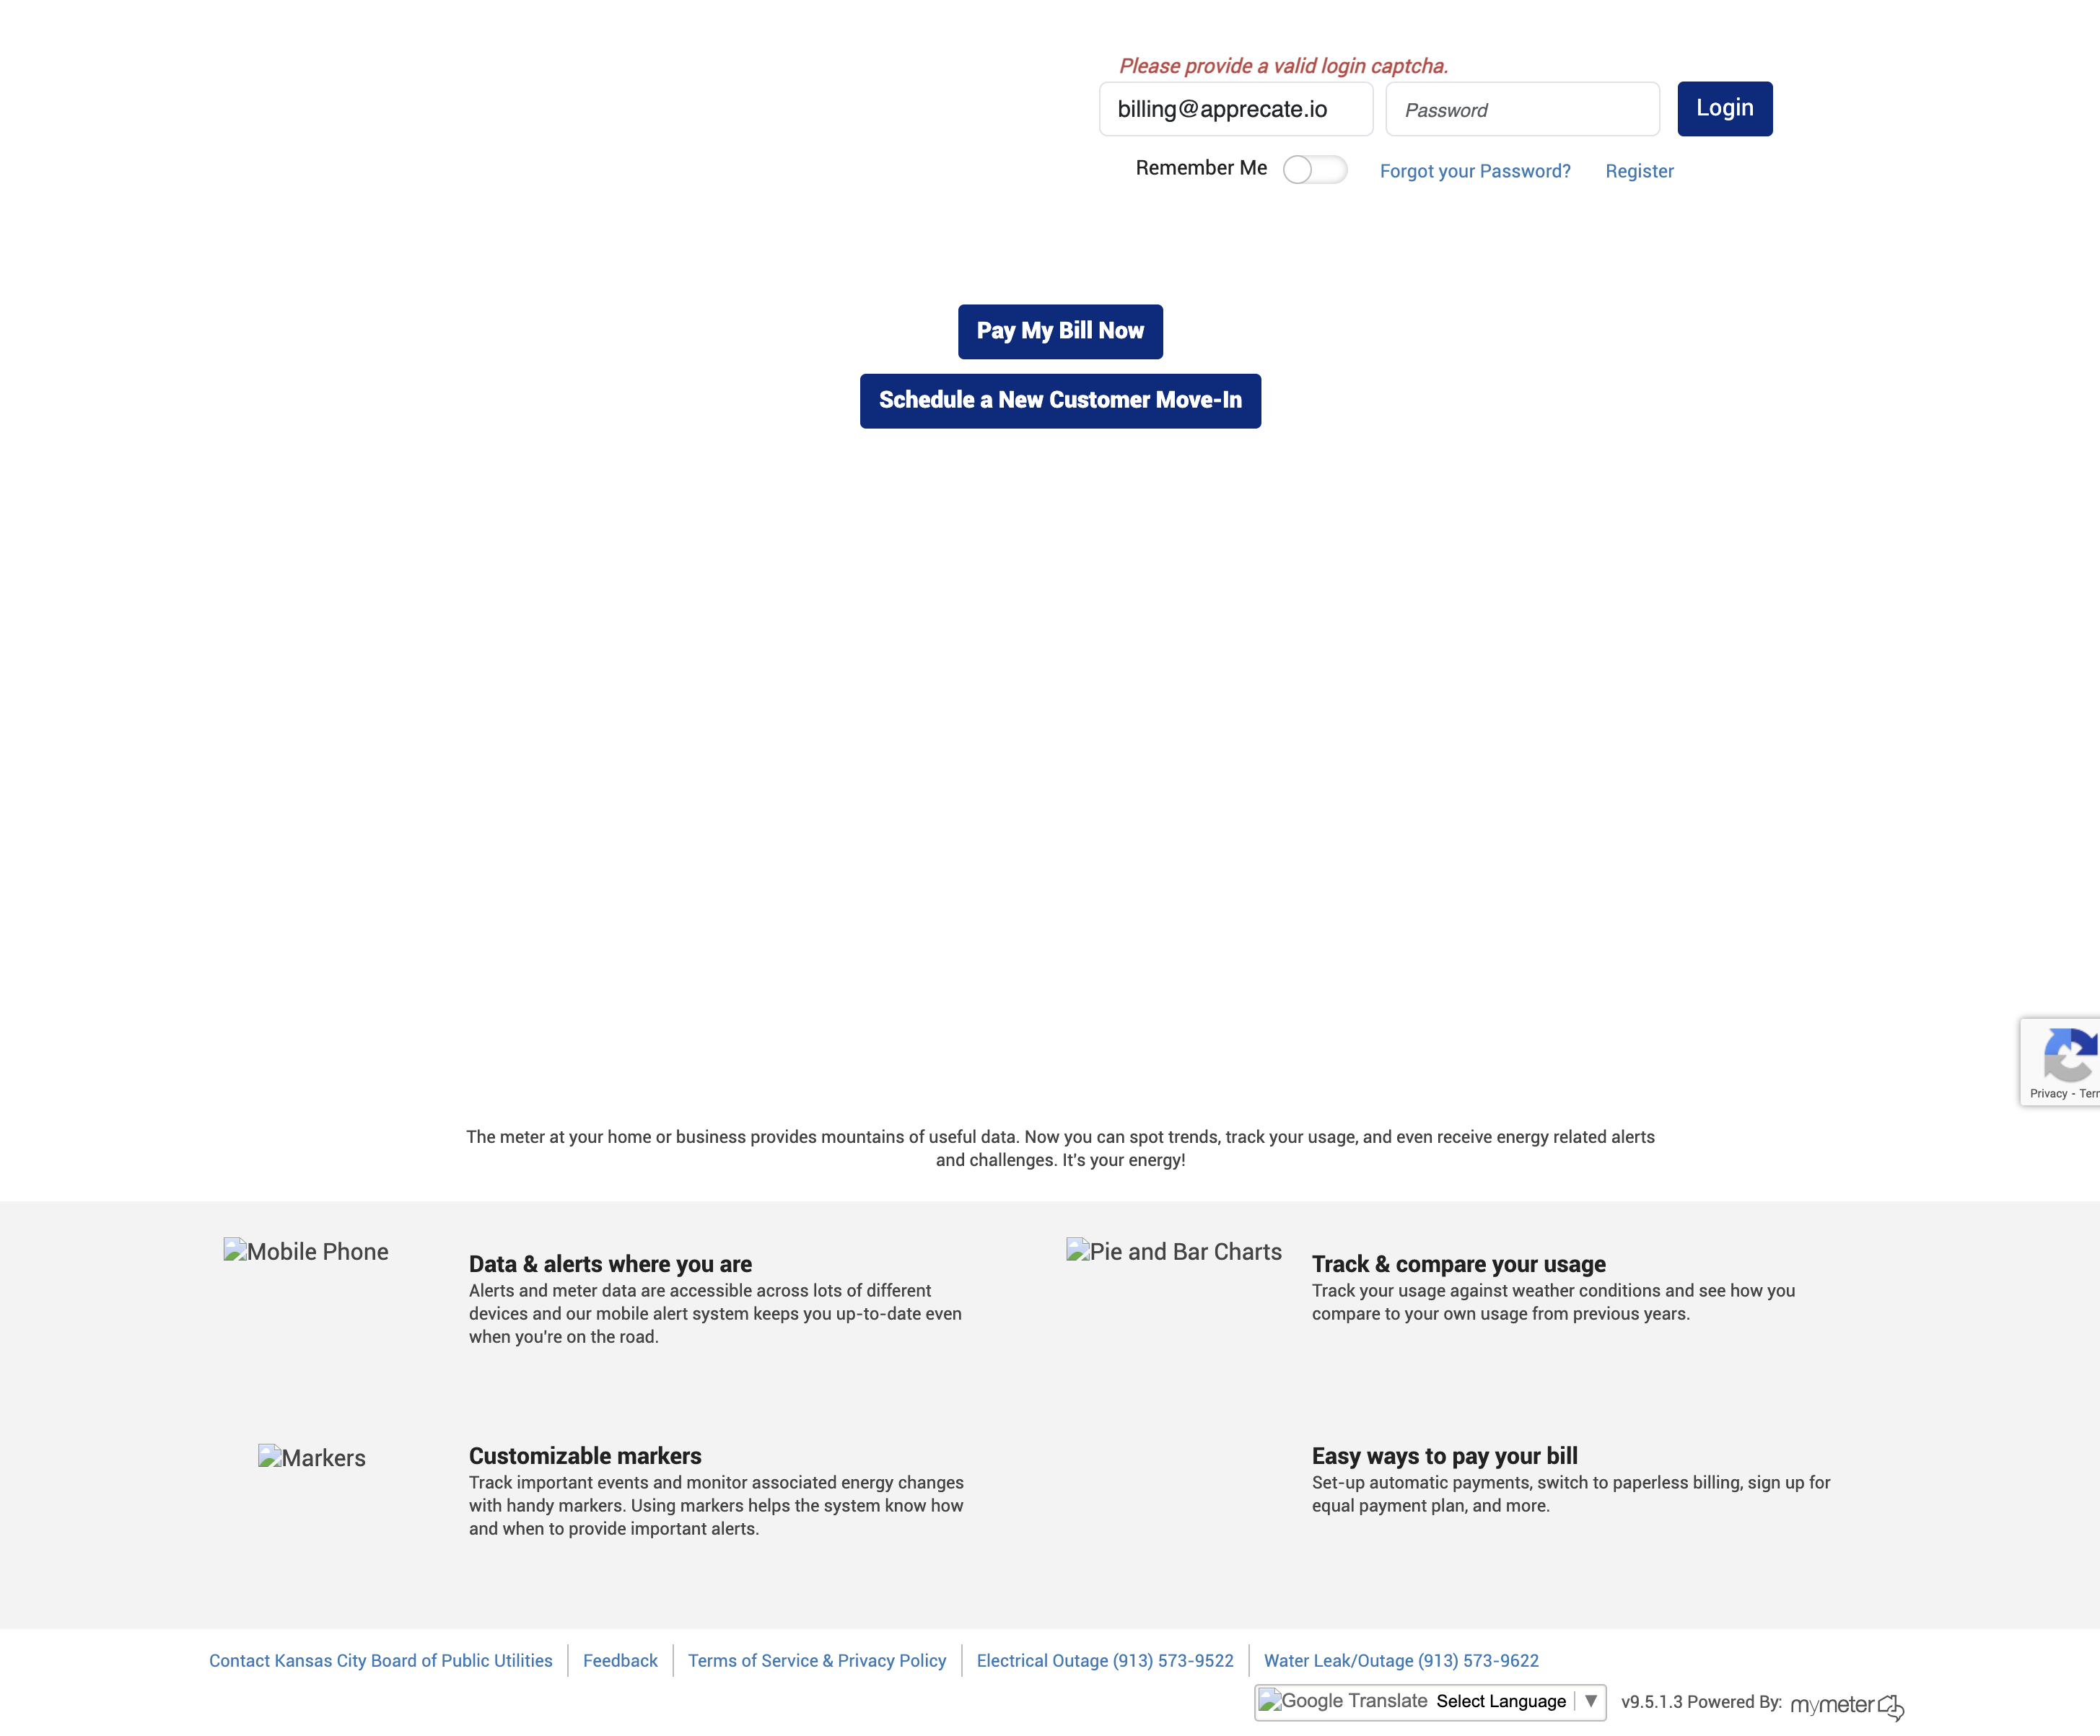 Please provide a valid login captcha.
billing@apprecate.io
Password
Login
Remember Me
Forgot your Password?
Register
Pay My Bill Now
Schedule a New Customer Move-In
Privacy - Ter
The meter at your home or business provides mountains of useful data. Now you can spot trends, track your usage, and even receive energy related alerts
and challenges. It's your energy!
Mobile Phone
Data & alerts where you are
Alerts and meter data are accessible across lots of different
devices and our mobile alert system keeps you up-to-date even
when you're on the road.
Pie and Bar Charts
Track & compare your usage
Track your usage against weather conditions and see how you
compare to your own usage from previous years.
Markers
Customizable markers
Track important events and monitor associated energy changes
with handy markers. Using markers helps the system know how
and when to provide important alerts.
Easy ways to pay your bill
Set-up automatic payments, switch to paperless billing, sign up for
equal payment plan, and more.
Contact Kansas City Board of Public Utilities
Feedback
Terms of Service & Privacy Policy
Electrical Outage (913) 573-9522
Water Leak/Outage (913) 573-9622
Google Translate Select Language ▼
v9.5.1.3 Powered By: mymeter